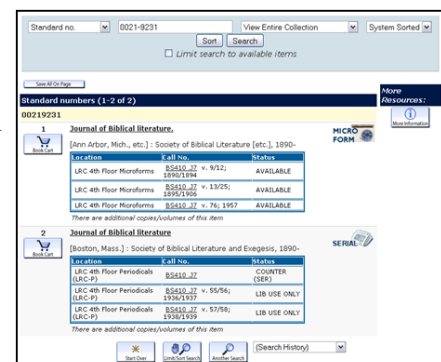 Standard no. 0021-9231 View Entire Collection System Sorted
Sort Search
Limit search to available items
Save All On Page
More
Resources:
Standard numbers (1-2 of 2)
00219231
More Information
1 Journal of Biblical literature.
MICRO
FORM
Book Cart
[Ann Arbor, Mich., etc.] : Society of Biblical Literature [etc.], 1890-
Location Call No. Status
LRC 4th Floor Microforms BS410 .J7 v. 9/12; 1890/1894 AVAILABLE
LRC 4th Floor Microforms BS410 .J7 v. 13/25; 1895/1906 AVAILABLE
LRC 4th Floor Microforms BS410 .J7 v. 76; 1957 AVAILABLE
There are additional copies/volumes of this item
2 Journal of Biblical literature
SERIAL
Book Cart
[Boston, Mass.] : Society of Biblical Literature and Exegesis, 1890-
Location Call No. Status
LRC 4th Floor Periodicals (LRC-P) BS410 .J7 COUNTER (SER)
LRC 4th Floor Periodicals (LRC-P) BS410 .J7 v. 55/56; 1936/1937 LIB USE ONLY
LRC 4th Floor Periodicals (LRC-P) BS410 .J7 v. 57/58; 1938/1939 LIB USE ONLY
There are additional copies/volumes of this item
Start Over Limit/Sort Search Another Search (Search History)